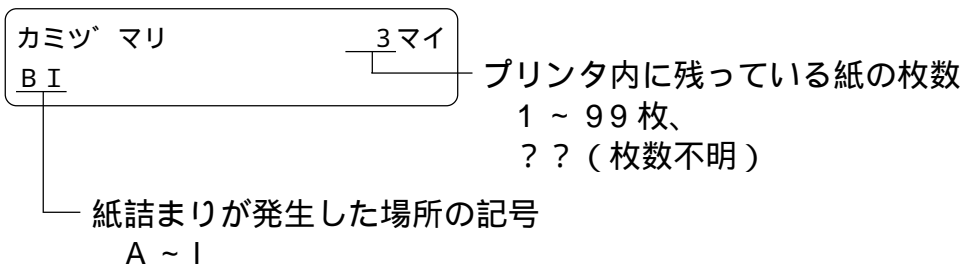 カミヅマリ 3マイ
BI
プリンタ内に残っている紙の枚数
1 ~ 99枚、
??(枚数不明)
紙詰まりが発生した場所の記号
A ~ I